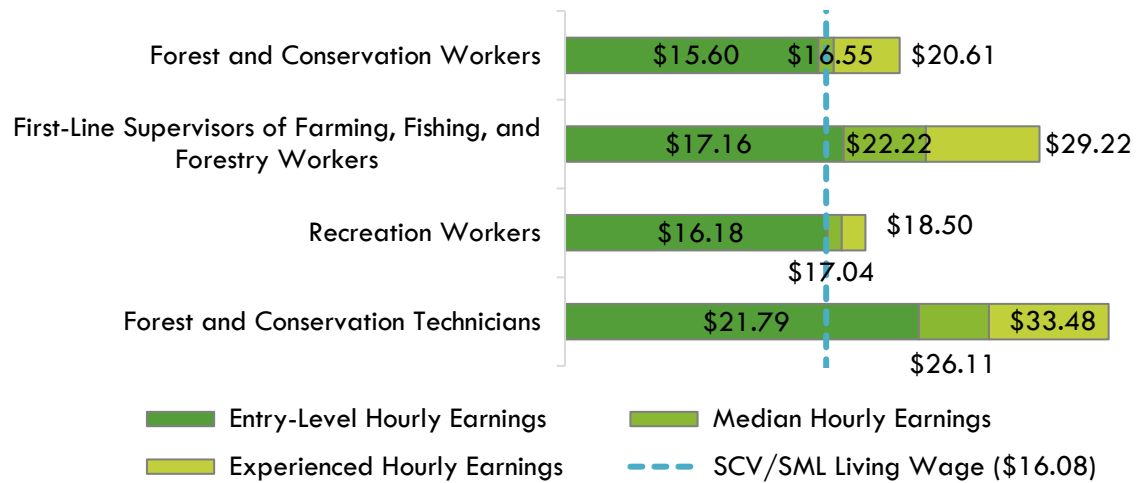 Forest and Conservation Workers
$15.60 $16.55 $20.61
First-Line Supervisors of Farming, Fishing, and
Forestry Workers
$17.16 $22.22 $29.22
Recreation Workers
$16.18 $18.50
$17.04
Forest and Conservation Technicians
$21.79 $33.48
$26.11
Entry-Level Hourly Earnings
Median Hourly Earnings
Experienced Hourly Earnings
SCV/SML Living Wage ($16.08)